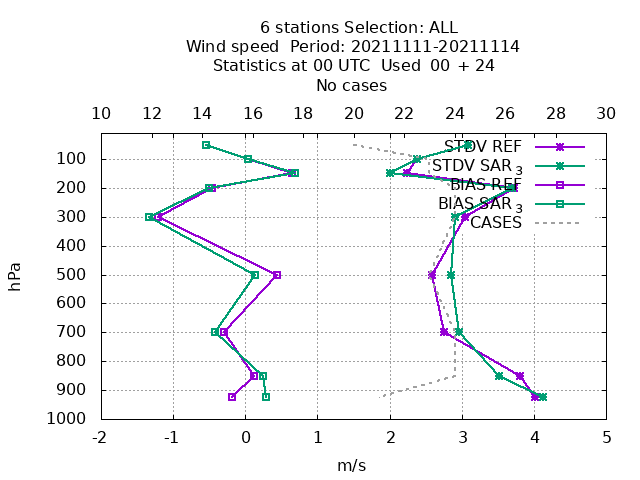 6 stations Selection: ALL
Wind speed  Period: 20211111-20211114
Statistics at 00 UTC  Used  00 + 24
No cases
10 12 14 16 18 20 22 24 26 28 30
STDV REF
STDV SAR 3
BIAS REF
BIAS SAR 3
CASES
hPa
100
200
300
400
500
600
700
800
900
1000
-2 -1 0 1 2 3 4 5
m/s